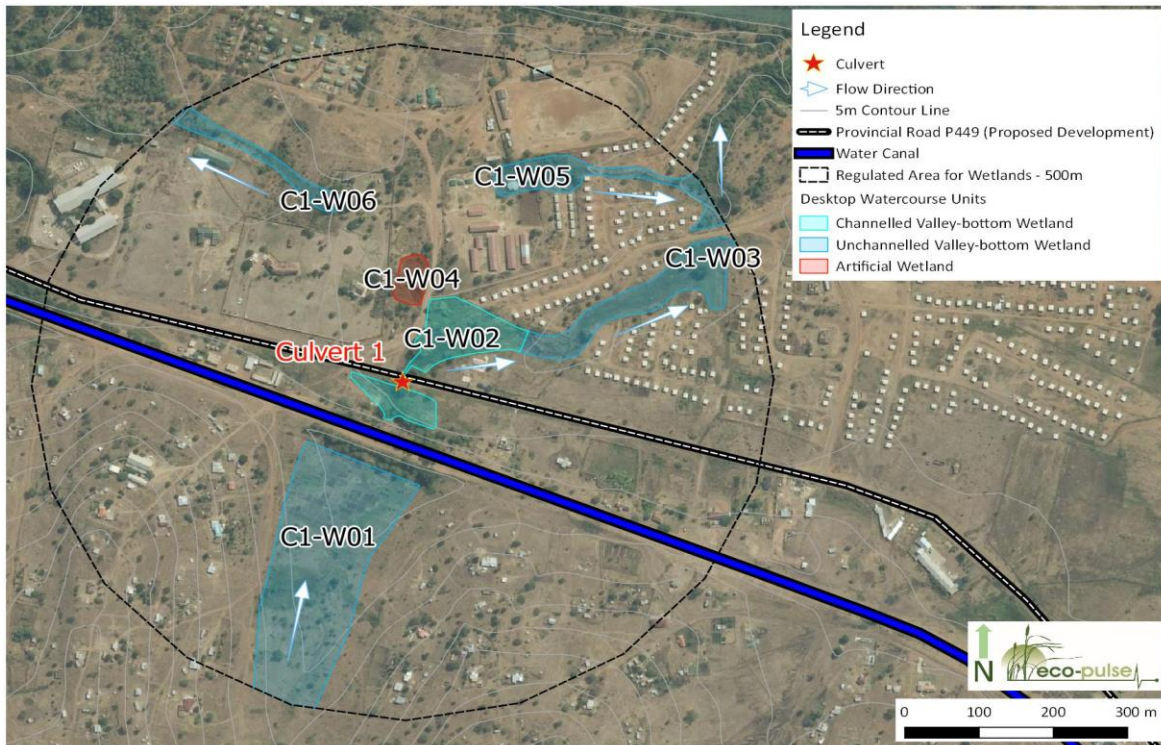 Legend
Culvert
Flow Direction
5m Contour Line
Provincial Road P449 (Proposed Development)
Water Canal
Regulated Area for Wetlands - 500m
Desktop Watercourse Units
Channelled Valley-bottom Wetland
Unchannelled Valley-bottom Wetland
Artificial Wetland
C1-W05
C1-W06
C1-W03
C1-W04
C1-W02
Culvert 1
C1-W01
N
eco-pulse
0 100 200 300 m